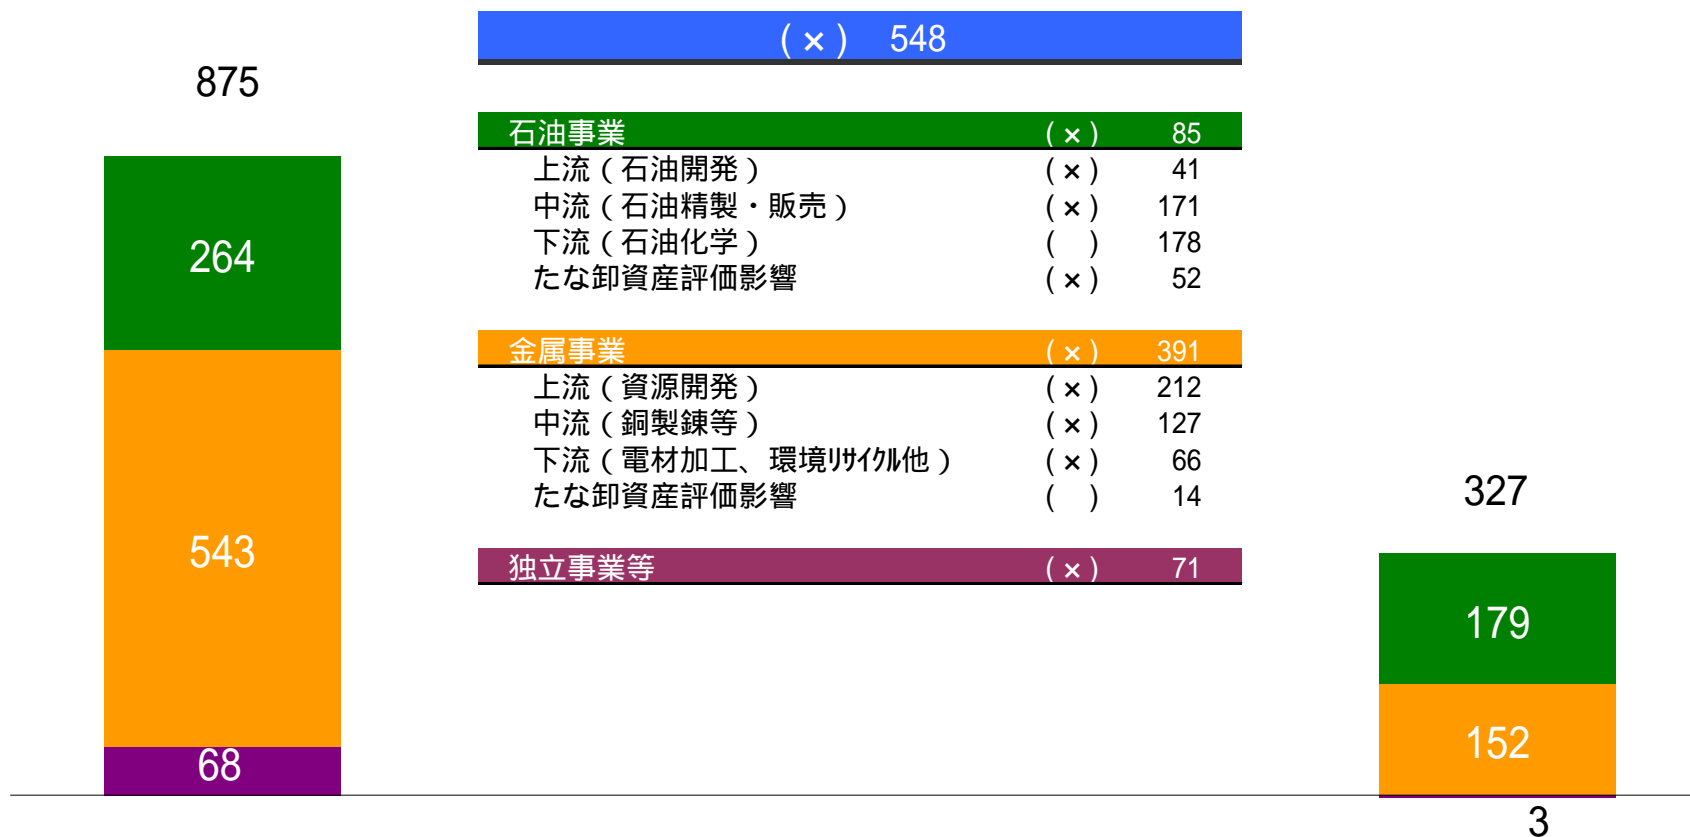 (×) 548
875
石油事業 (×) 85
上流(石油開発) (×) 41
中流(石油精製・販売) (×) 171
下流(石油化学) ( ) 178
たな卸資産評価影響 (×) 52
金属事業 (×) 391
上流(資源開発) (×) 212
中流(銅製錬等) (×) 127
下流(電材加工、環境ﾘｻｲｸﾙ他) (×) 66
たな卸資産評価影響 ( ) 14
独立事業等 (×) 71
264
543
68
327
179
152
3